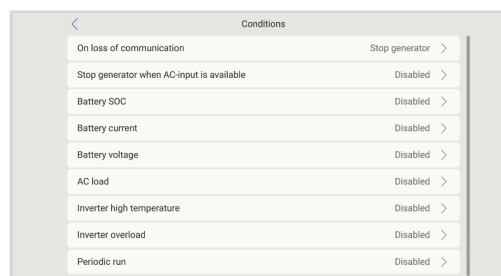 Conditions
On loss of communication Stop generator
Stop generator when AC-input is available Disabled
Battery SOC Disabled
Battery current Disabled
Battery voltage Disabled
AC load Disabled
Inverter high temperature Disabled
Inverter overload Disabled
Periodic run Disabled